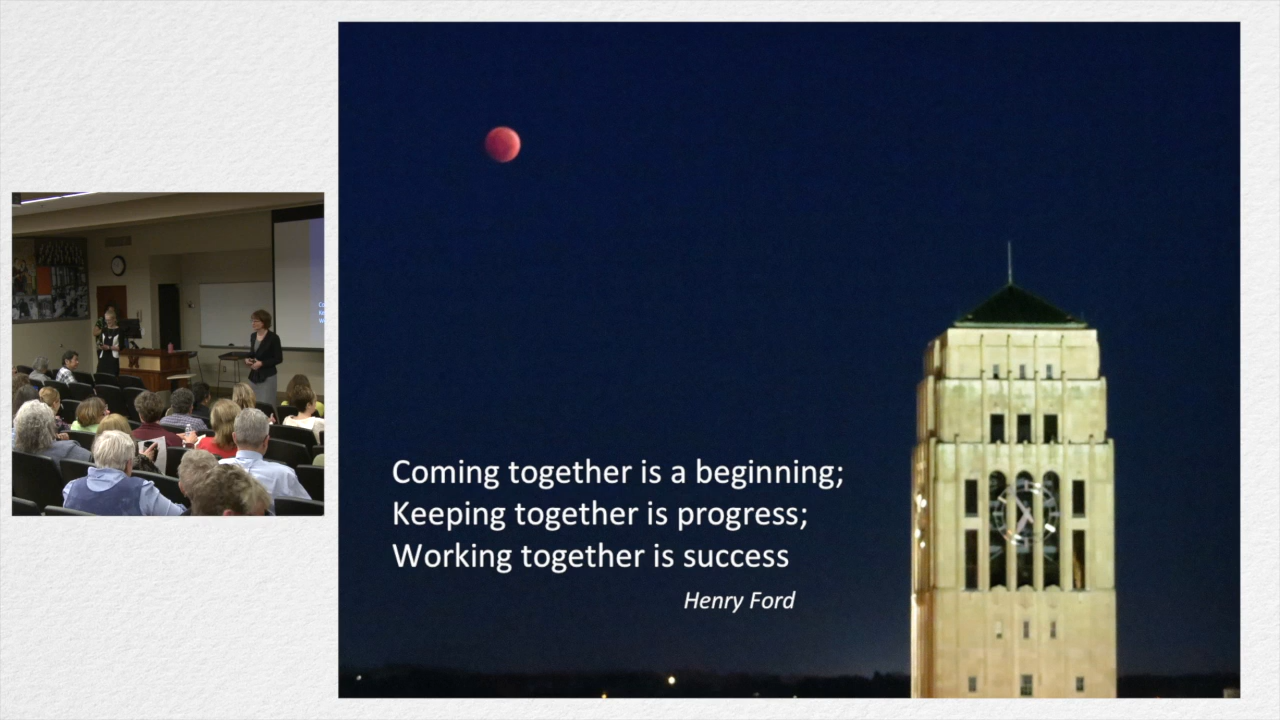 Coming together is a beginning;
Keeping together is progress;
Working together is success
Henry Ford